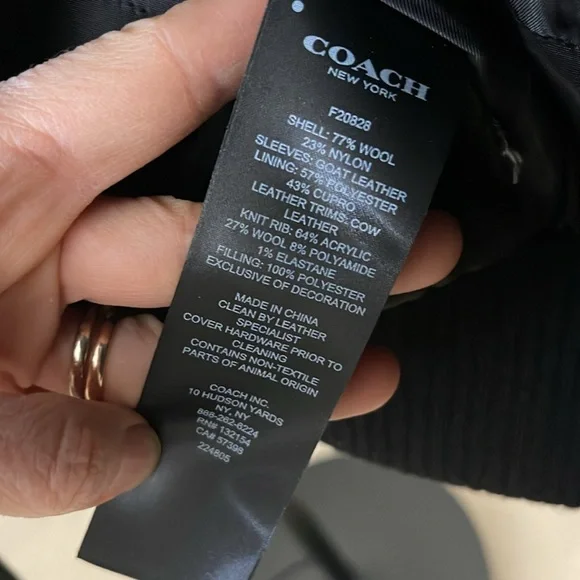 COACH
NEW YORK
F20828
SHELL: 77% WOOL
23% NYLON
SLEEVES: GOAT LEATHER
LINING: 57% POLYESTER
43% CUPRO
LEATHER TRIMS: COW
LEATHER
KNIT RIB: 64% ACRYLIC
27% WOOL 8% POLYAMIDE
1% ELASTANE
FILLING: 100% POLYESTER
EXCLUSIVE OF DECORATION
MADE IN CHINA
CLEAN BY LEATHER
SPECIALIST
COVER HARDWARE PRIOR TO
CLEANING
CONTAINS NON-TEXTILE
PARTS OF ANIMAL ORIGIN
COACH INC.
10 HUDSON YARDS
NY, NY
888-262-6224
RN# 132154
CA# 57398
224805